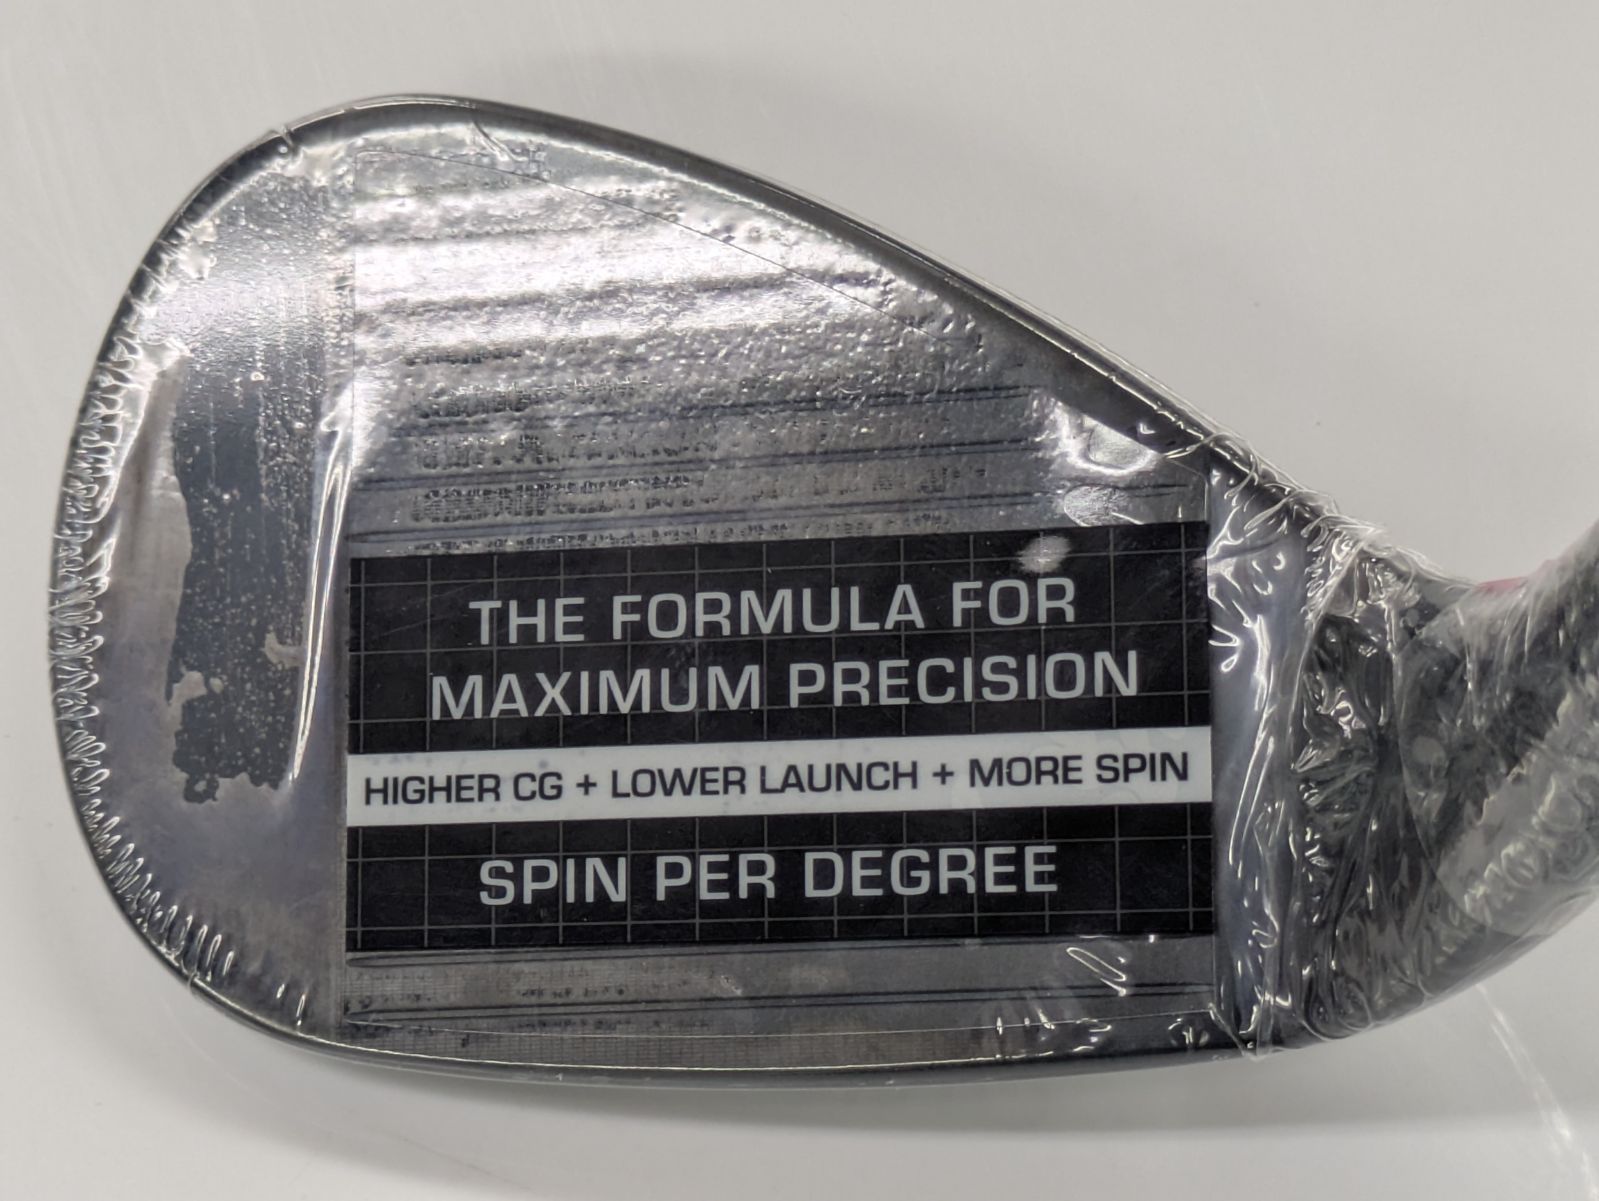 THE FORMULA FOR
MAXIMUM PRECISION
HIGHER CG + LOWER LAUNCH + MORE SPIN
SPIN PER DEGREE